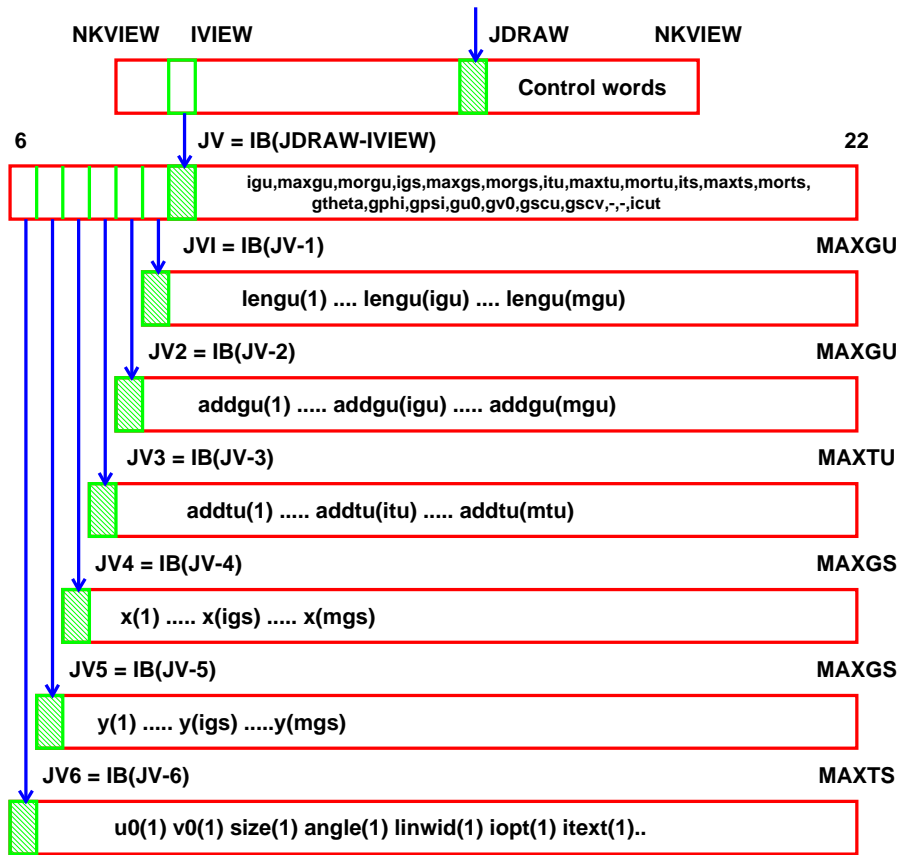 NKVIEW IVIEW JDRAW NKVIEW
Control words
6 JV = IB(JDRAW-IVIEW) 22
igu,maxgu,morgu,igs,maxgs,morgs,itu,maxtu,mortu,its,maxts,morts,
gtheta,gphi,gpsi,gu0,gv0,gscu,gscv,-,-,icut
JVI = IB(JV-1) MAXGU
lengu(1) .... lengu(igu) .... lengu(mgu)
JV2 = IB(JV-2) MAXGU
addgu(1) ..... addgu(igu) ..... addgu(mgu)
JV3 = IB(JV-3) MAXTU
addtu(1) ..... addtu(itu) ..... addtu(mtu)
JV4 = IB(JV-4) MAXGS
x(1) ..... x(igs) ..... x(mgs)
JV5 = IB(JV-5) MAXGS
y(1) ..... y(igs) .....y(mgs)
JV6 = IB(JV-6) MAXTS
u0(1) v0(1) size(1) angle(1) linwid(1) iopt(1) itext(1)..